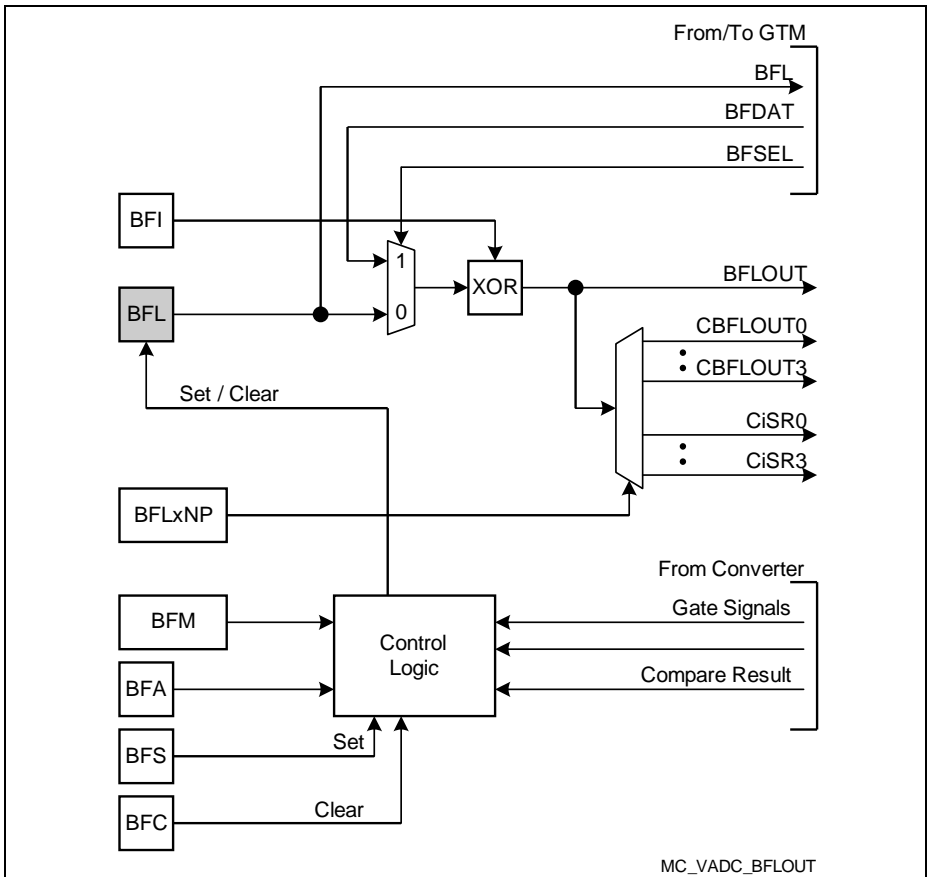 From/To GTM
BFL
BFDAT
BFSEL
BFI
1
XOR
BFLOUT
BFL
0
CBFLOUT0
CBFLOUT3
Set / Clear
CiSR0
CiSR3
BFLxNP
From Converter
Gate Signals
BFM
Control
Logic
Compare Result
BFA
Set
BFS
Clear
BFC
MC_VADC_BFLOUT